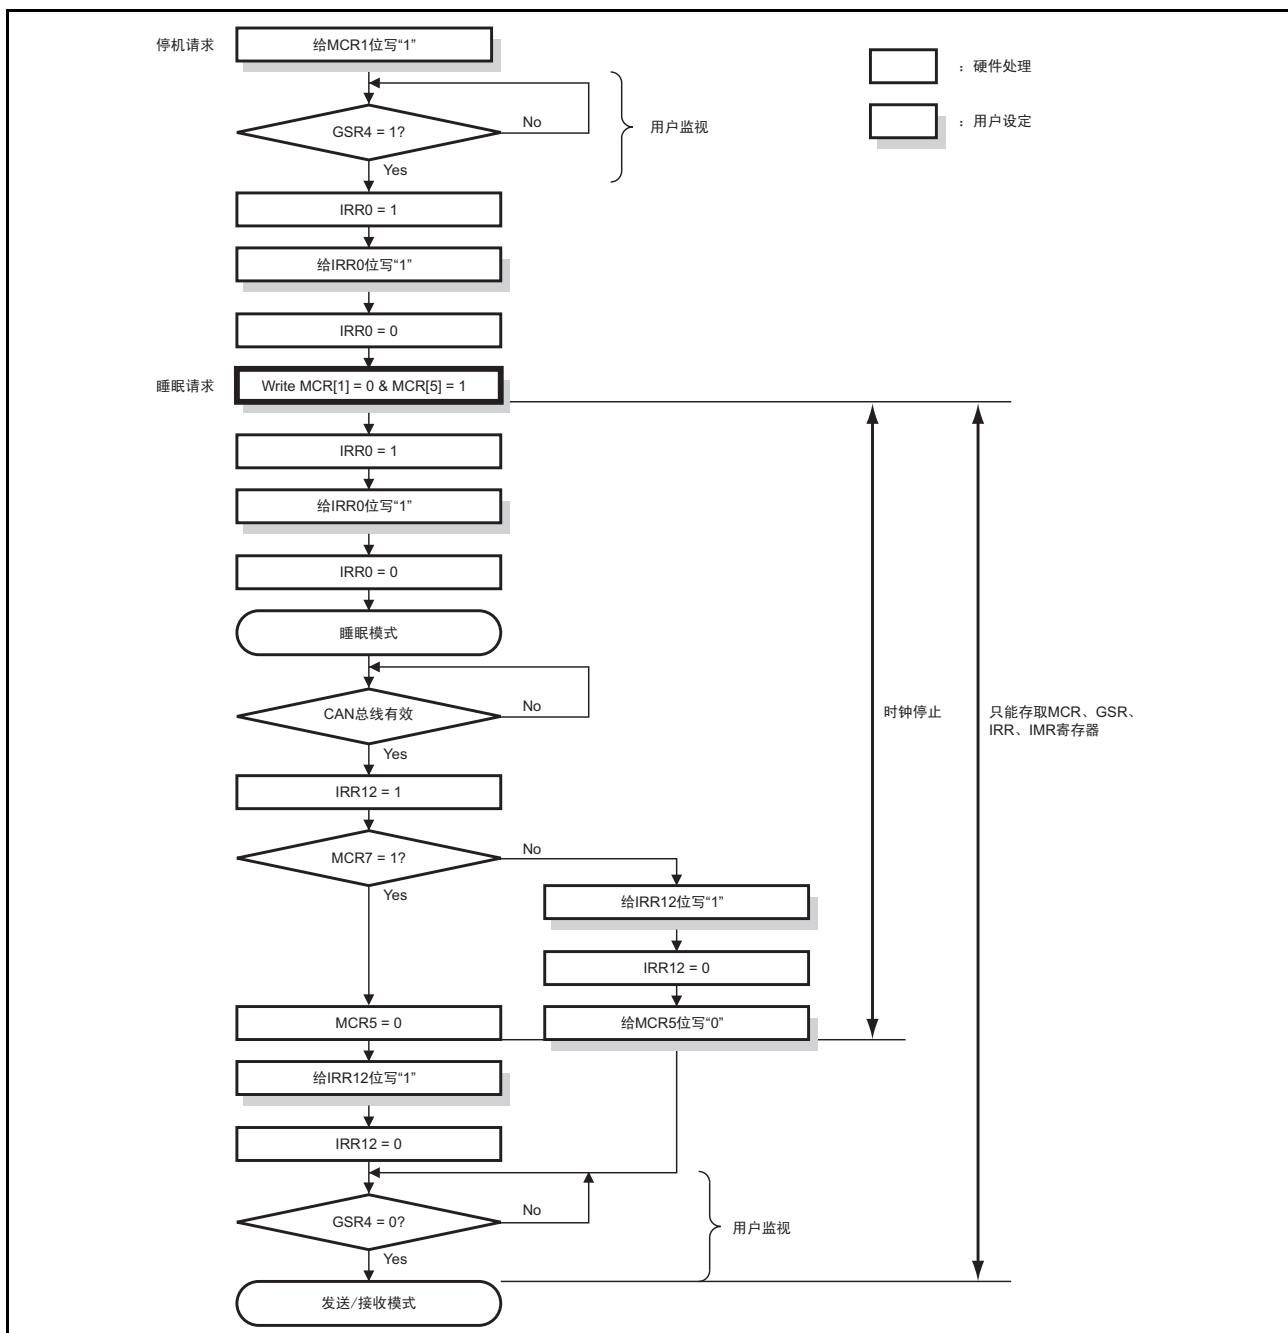 停机请求
给MCR1位写“1”
：硬件处理
：用户设定
GSR4 = 1?
No
用户监视
Yes
IRR0 = 1
给IRR0位写“1”
IRR0 = 0
睡眠请求
Write MCR[1] = 0 & MCR[5] = 1
IRR0 = 1
给IRR0位写“1”
IRR0 = 0
睡眠模式
CAN总线有效
No
Yes
时钟停止
只能存取MCR、GSR、
IRR、IMR寄存器
IRR12 = 1
MCR7 = 1?
No
Yes
给IRR12位写“1”
IRR12 = 0
给MCR5位写“0”
MCR5 = 0
给IRR12位写“1”
IRR12 = 0
GSR4 = 0?
No
用户监视
Yes
发送/接收模式